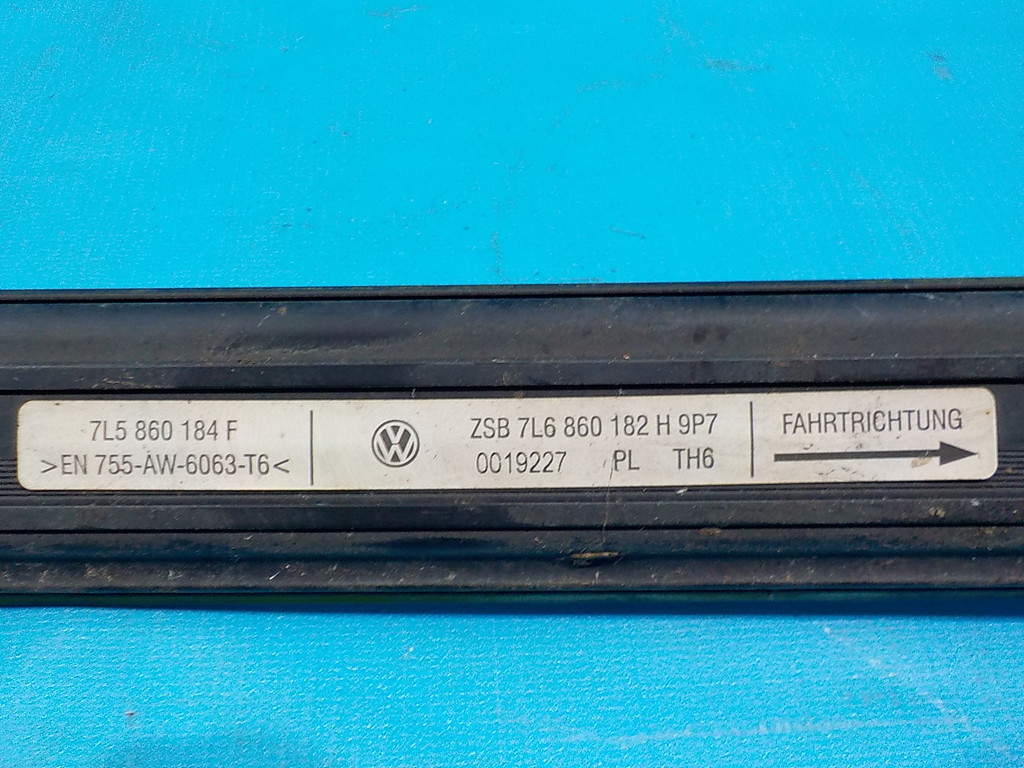 7L5 860 184 F
>EN 755-AW-6063-T6<
ZSB 7L6 860 182 H 9P7
0019227 PL TH6
FAHRTRICHTUNG